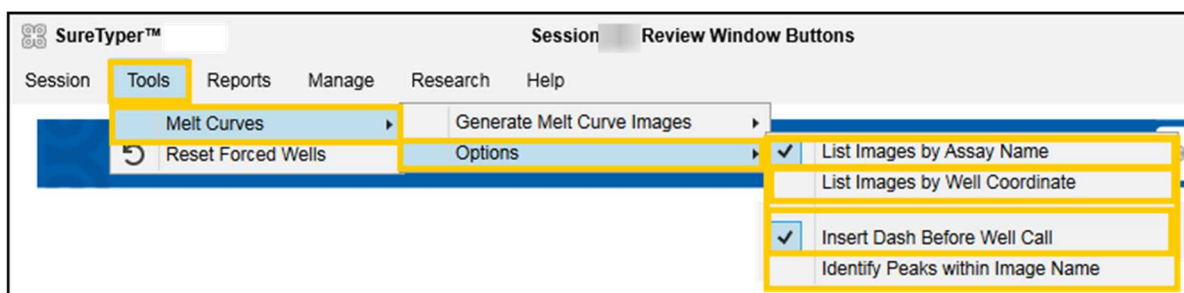 SureTyper™
Session Review Window Buttons
Session Tools Reports Manage Research Help
Melt Curves
Reset Forced Wells
Generate Melt Curve Images
Options
List Images by Assay Name
List Images by Well Coordinate
Insert Dash Before Well Call
Identify Peaks within Image Name